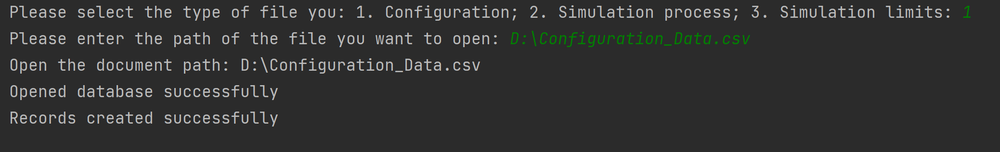 Please select the type of file you: 1. Configuration; 2. Simulation process; 3. Simulation limits: 1
Please enter the path of the file you want to open: D:\Configuration_Data.csv
Open the document path: D:\Configuration_Data.csv
Opened database successfully
Records created successfully